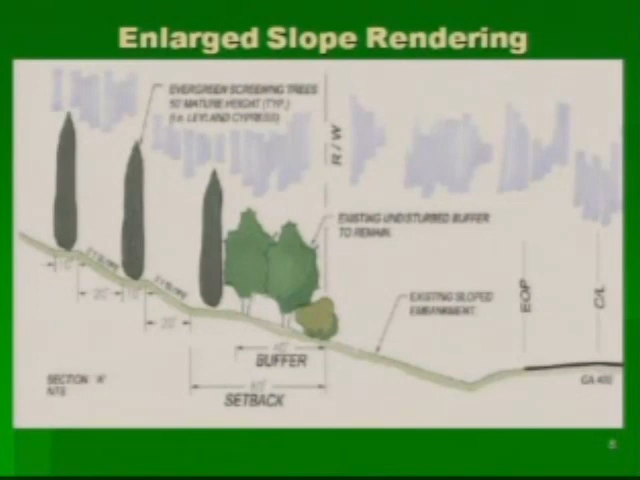 Enlarged Slope Rendering
EVERGREEN SCREENING TREES
50' MATURE HEIGHT (TYP.)
(I.E. LEYLAND CYPRESS)
R/W
EXISTING UNDISTURBED BUFFER
TO REMAIN.
EXISTING SLOPED
EMBANKMENT.
EOP
C/L
20'
20'
BUFFER
SETBACK
SECTION 'A'
NTS
GA 400